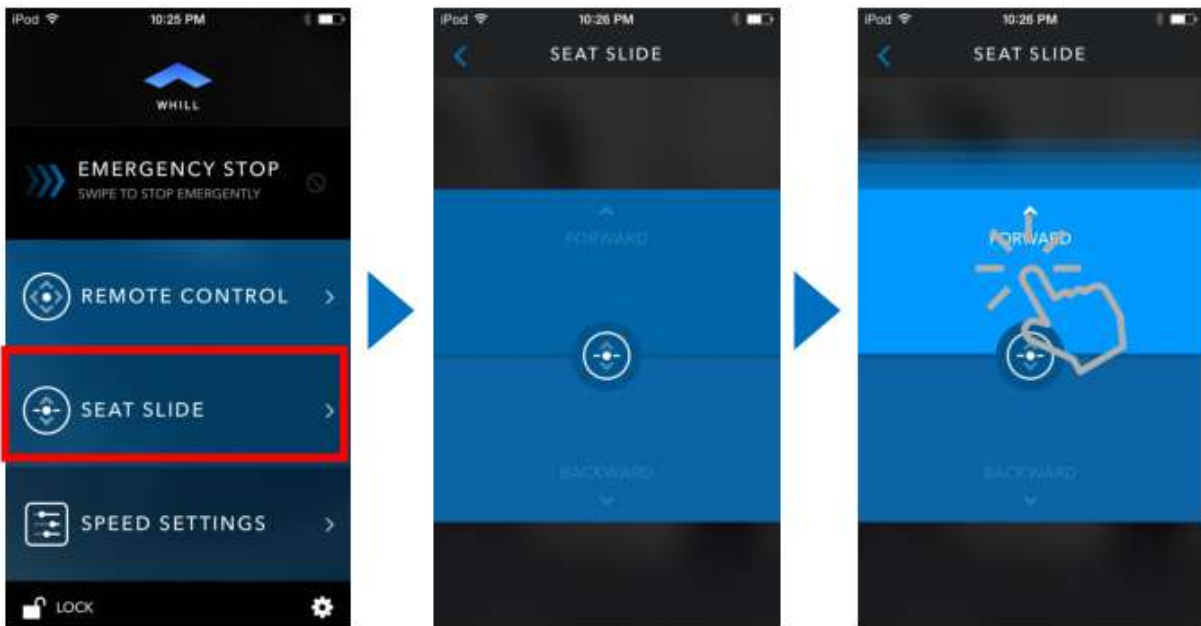 iPod 10:25 PM
WHILL
EMERGENCY STOP
SWIPE TO STOP EMERGENTLY
REMOTE CONTROL
SEAT SLIDE
SPEED SETTINGS
LOCK
iPod 10:26 PM
SEAT SLIDE
FORWARD
BACKWARD
iPod 10:26 PM
SEAT SLIDE
FORWARD
BACKWARD